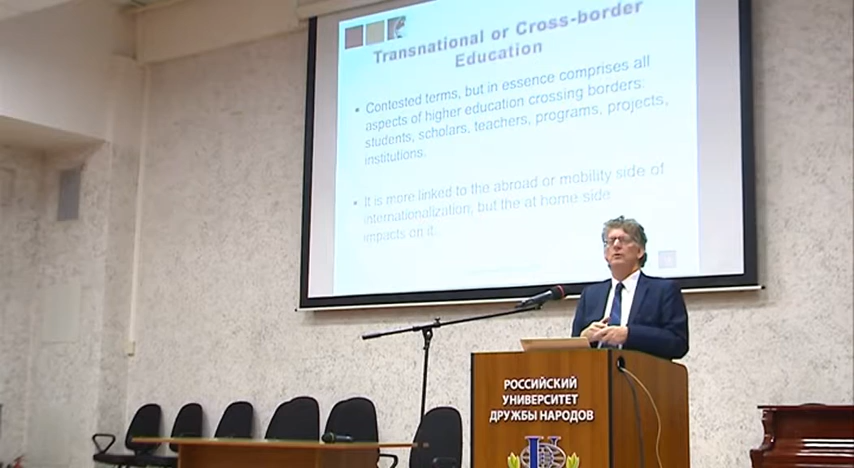 Transnational or Cross-border
Education
• Contested terms, but in essence comprises all
aspects of higher education crossing borders:
students, scholars, teachers, programs, projects,
institutions.
• It is more linked to the abroad or mobility side of
internationalization, but the at home side
impacts on it.
РОССИЙСКИЙ
УНИВЕРСИТЕТ
ДРУЖБЫ НАРОДОВ